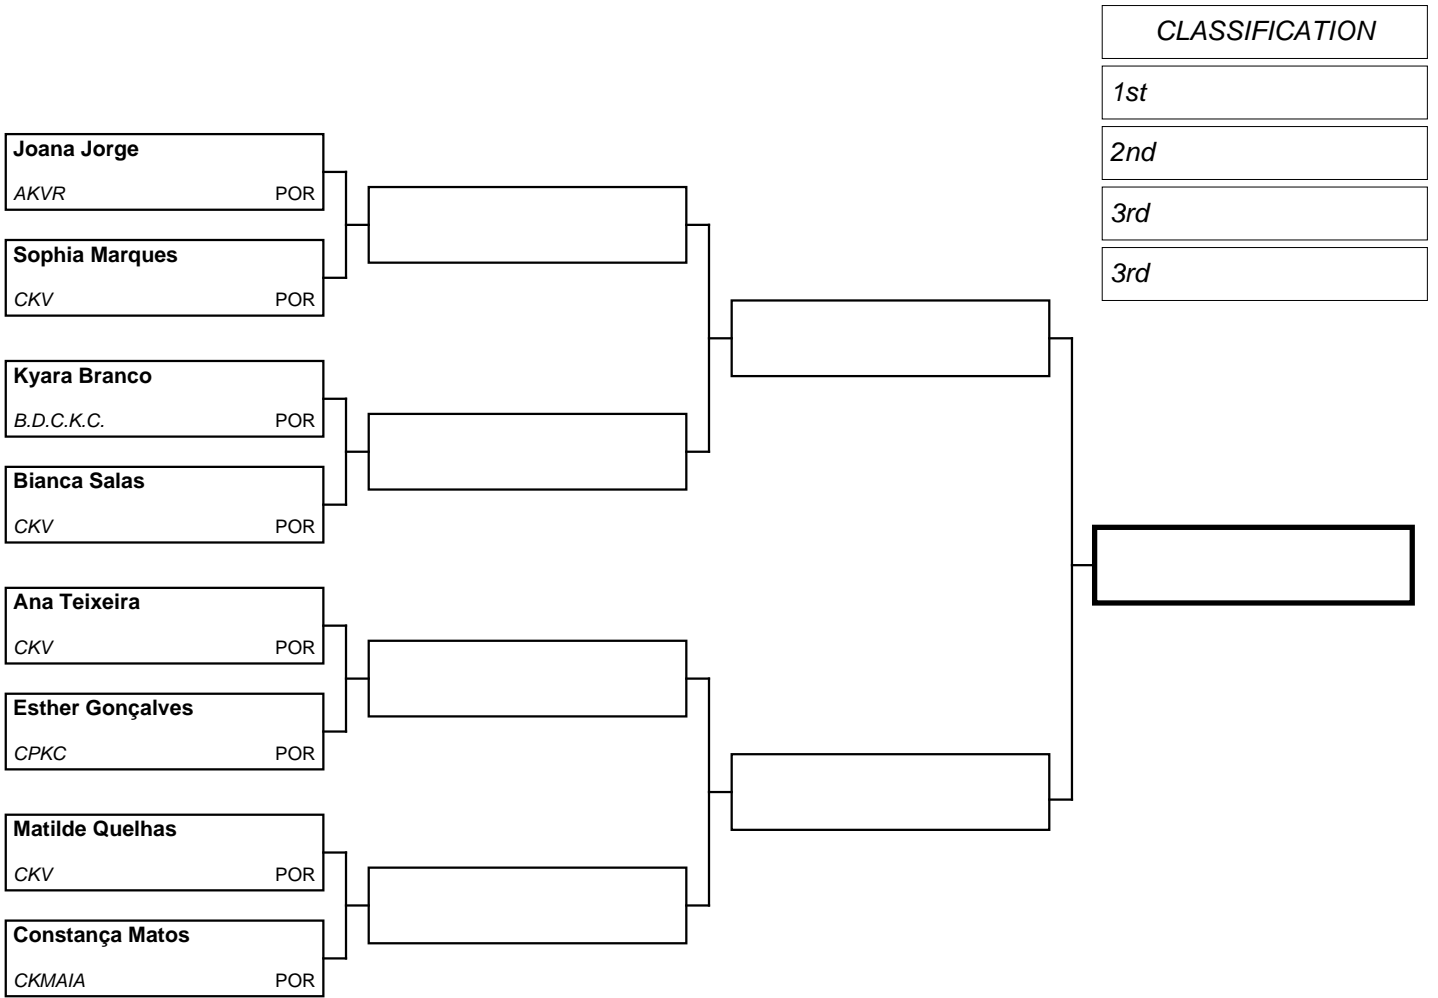 CLASSIFICATION
1st
2nd
3rd
3rd
Joana Jorge
AKVR POR
Sophia Marques
CKV POR
Kyara Branco
B.D.C.K.C. POR
Bianca Salas
CKV POR
Ana Teixeira
CKV POR
Esther Gonçalves
CPKC POR
Matilde Quelhas
CKV POR
Constança Matos
CKMAIA POR